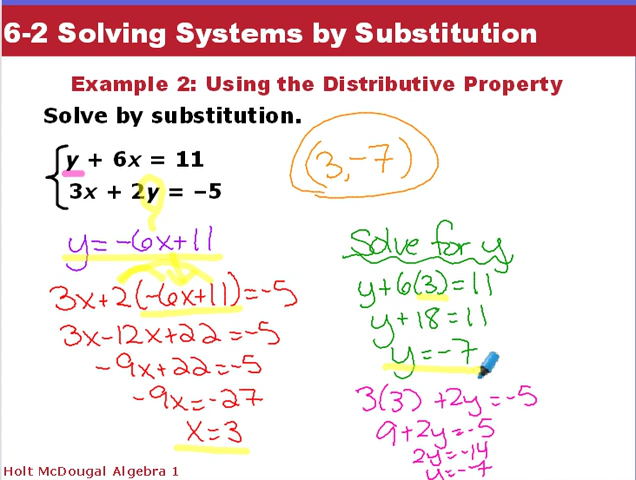 6-2 Solving Systems by Substitution
Example 2: Using the Distributive Property
Solve by substitution.
y + 6x = 11
3x + 2y = –5
(3, -7)
y = -6x+11
3x+2(-6x+11)=-5
3x-12x+22=-5
-9x+22=-5
-9x=-27
x=3
Solve for y
y+6(3)=11
y+18=11
y=-7
3(3) +2y=-5
9+2y=-5
2y=-14
y=-7
Holt McDougal Algebra 1